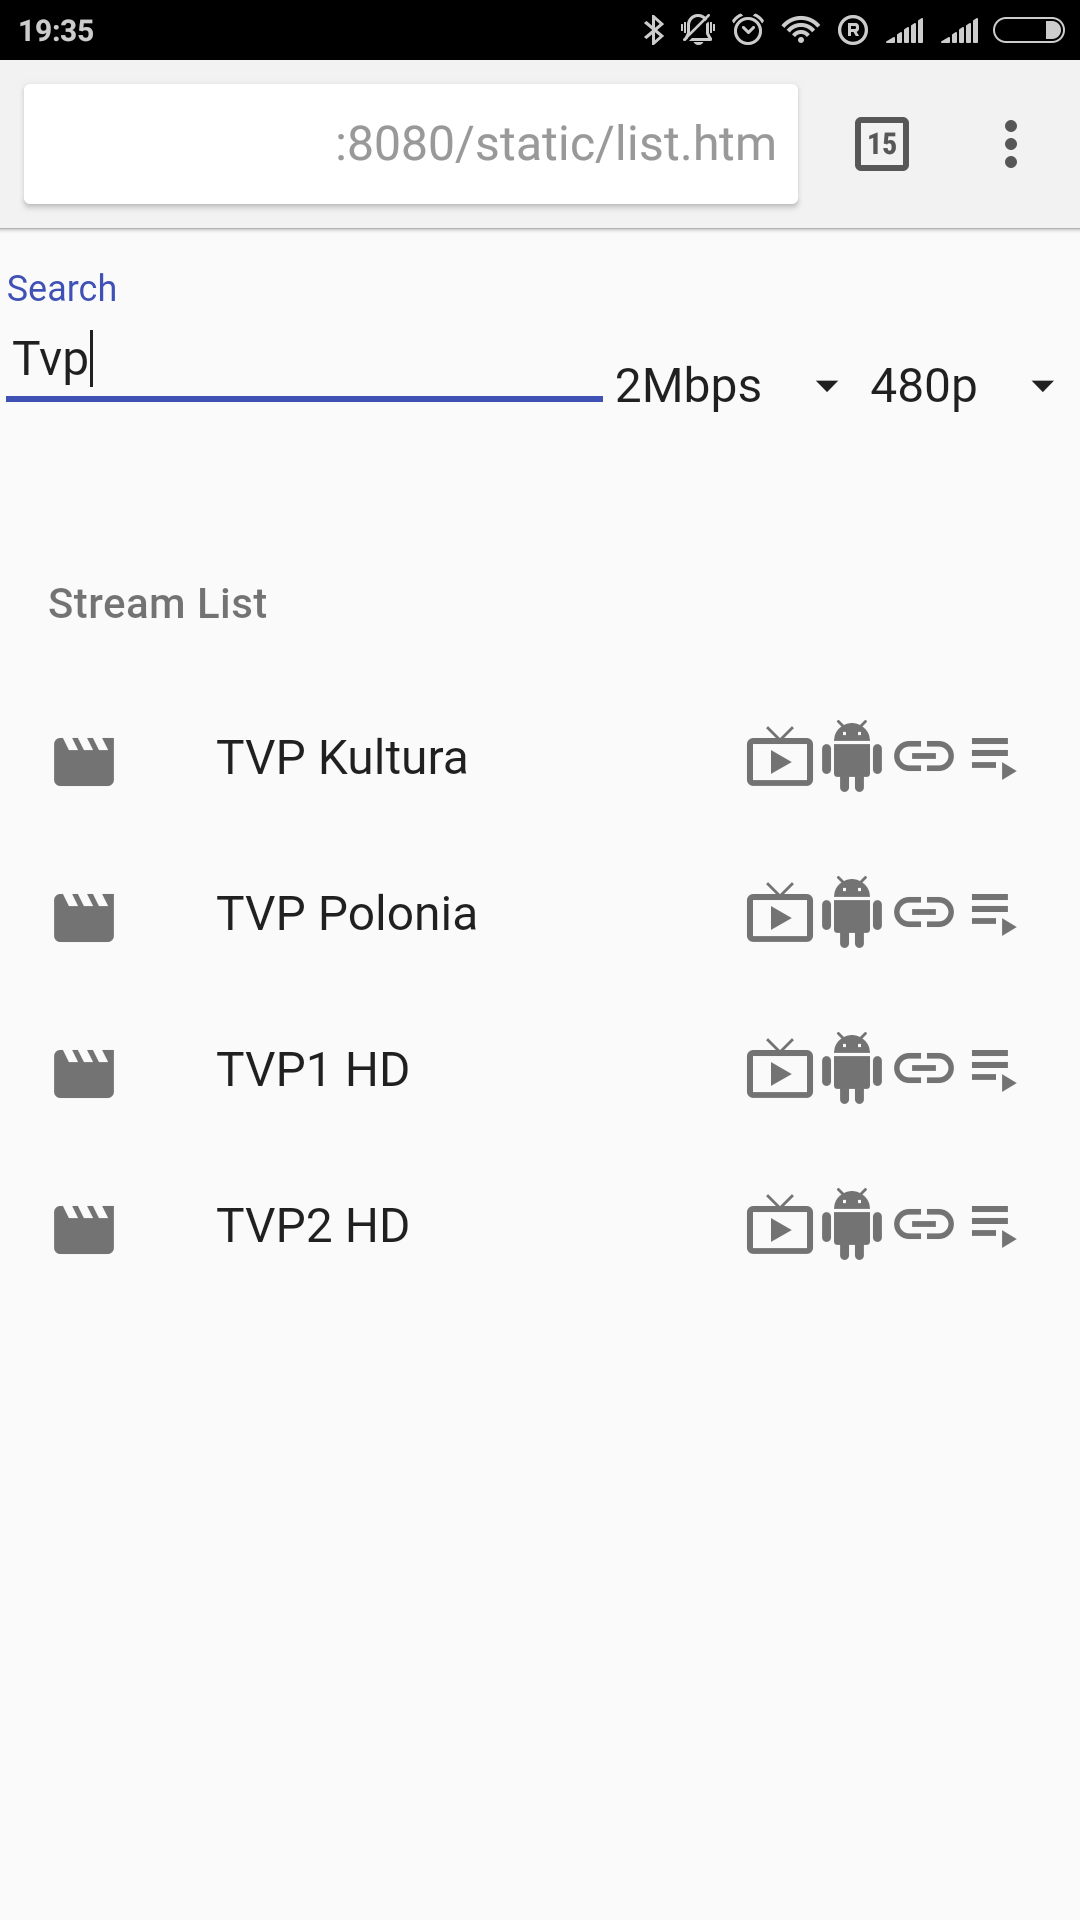 19:35 R
:8080/static/list.htm 15
Search
Tvp 2Mbps 480p
Stream List
TVP Kultura
TVP Polonia
TVP1 HD
TVP2 HD